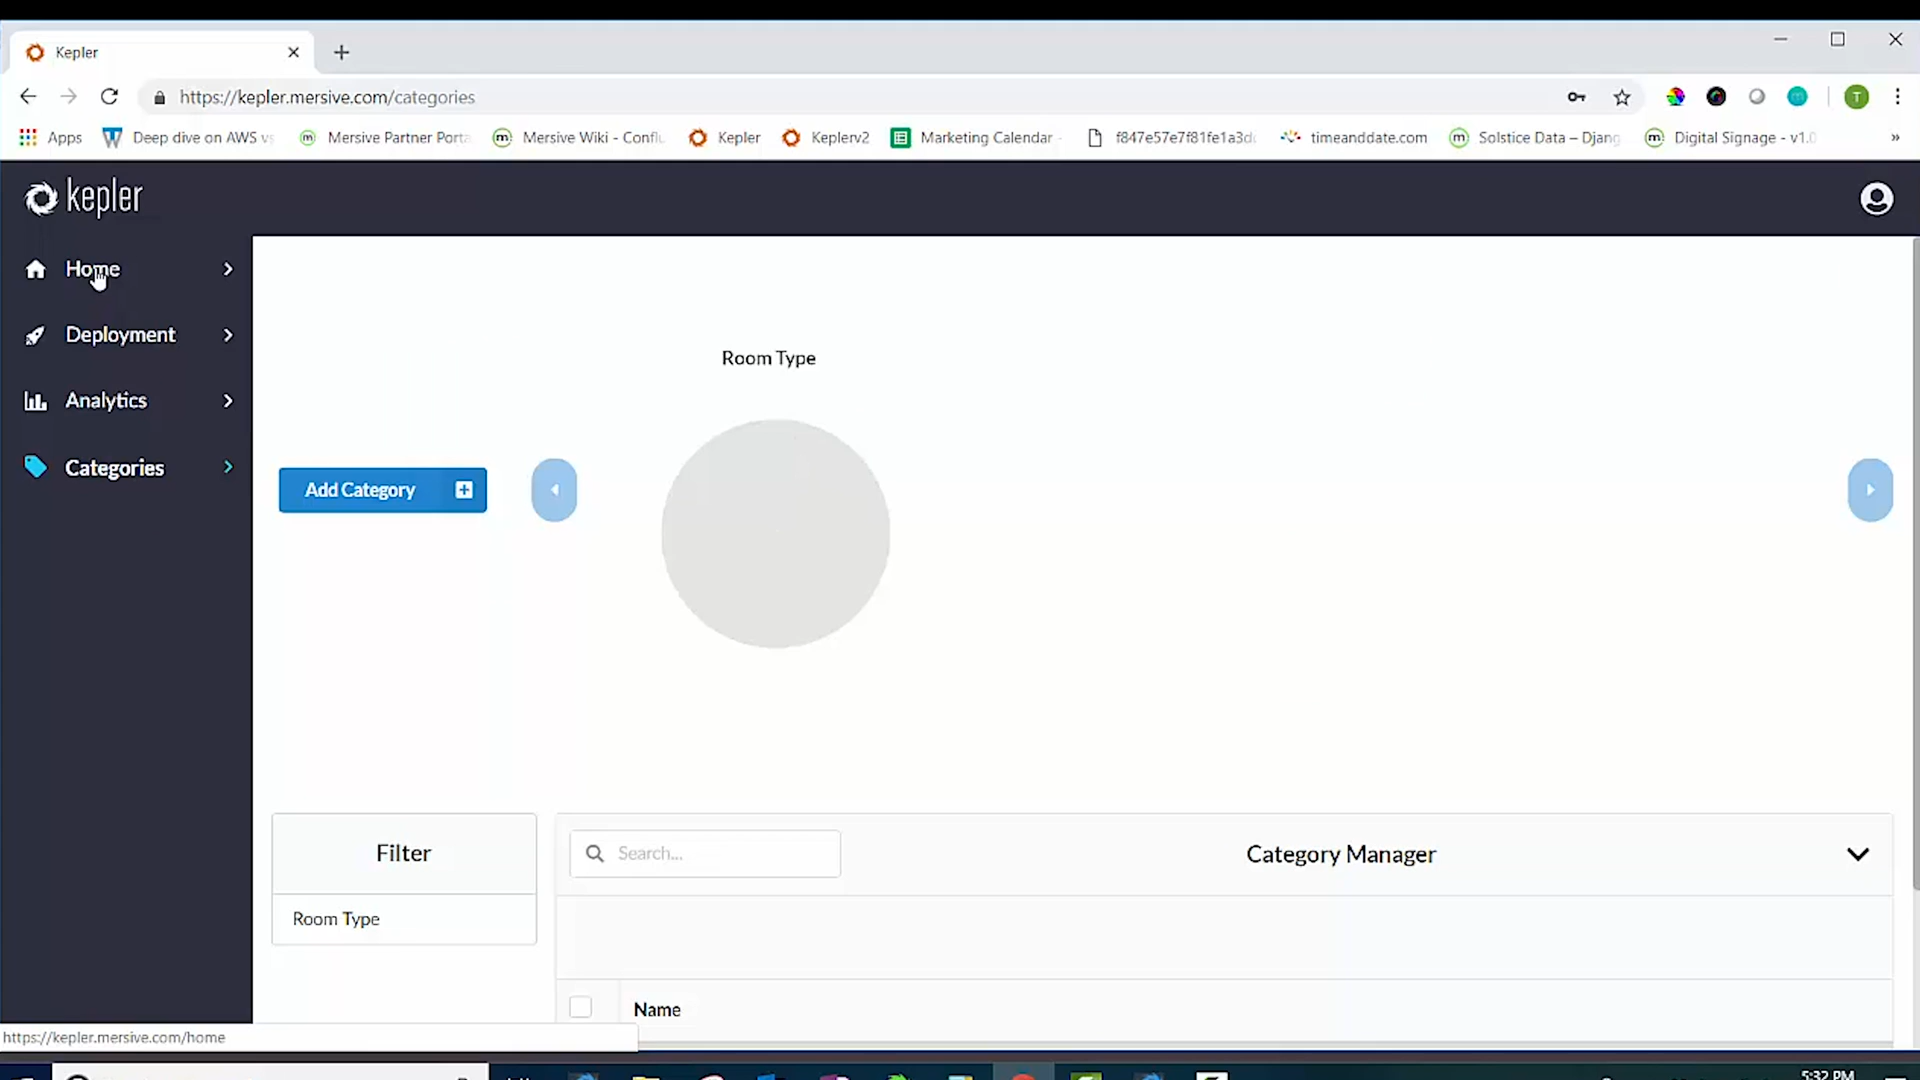 Kepler
https://kepler.mersive.com/categories
T
Apps
Deep dive on AWS vs
Mersive Partner Porta
Mersive Wiki - Conflu
Kepler
Keplerv2
Marketing Calendar -
f847e57e7f81fe1a3d
timeanddate.com
Solstice Data – Djang
Digital Signage - v1.0
»
kepler
Home
Deployment
Analytics
Categories
Room Type
Add Category
Filter
Room Type
Search...
Category Manager
Name
https://kepler.mersive.com/home
5:32 PM